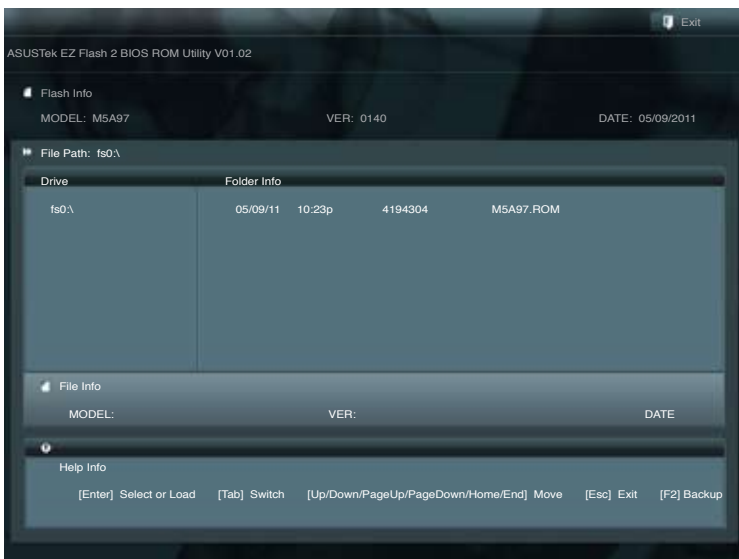 Exit
ASUSTek EZ Flash 2 BIOS ROM Utility V01.02
Flash Info
MODEL: M5A97 VER: 0140 DATE: 05/09/2011
File Path: fs0:\
Drive Folder Info
fs0:\ 05/09/11 10:23p 4194304 M5A97.ROM
File Info
MODEL: VER: DATE
Help Info
[Enter] Select or Load [Tab] Switch [Up/Down/PageUp/PageDown/Home/End] Move [Esc] Exit [F2] Backup